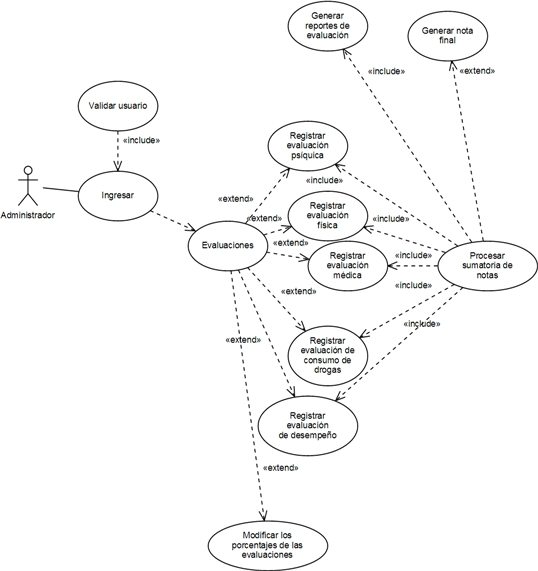 Generar
reportes de
evaluación
Generar nota
final
«include»
«extend»
Validar usuario
«include»
Registrar
evaluación
psíquica
«include»
Administrador
Ingresar
«extend»
Registrar
evaluación
física
«extend»
«include»
Evaluaciones
«extend»
Registrar
evaluación
médica
«include»
Procesar
sumatoria de
notas
«extend»
«include»
«include»
«extend»
Registrar
evaluación de
consumo de
drogas
Registrar
evaluación
de desempeño
«extend»
Modificar los
porcentajes de las
evaluaciones